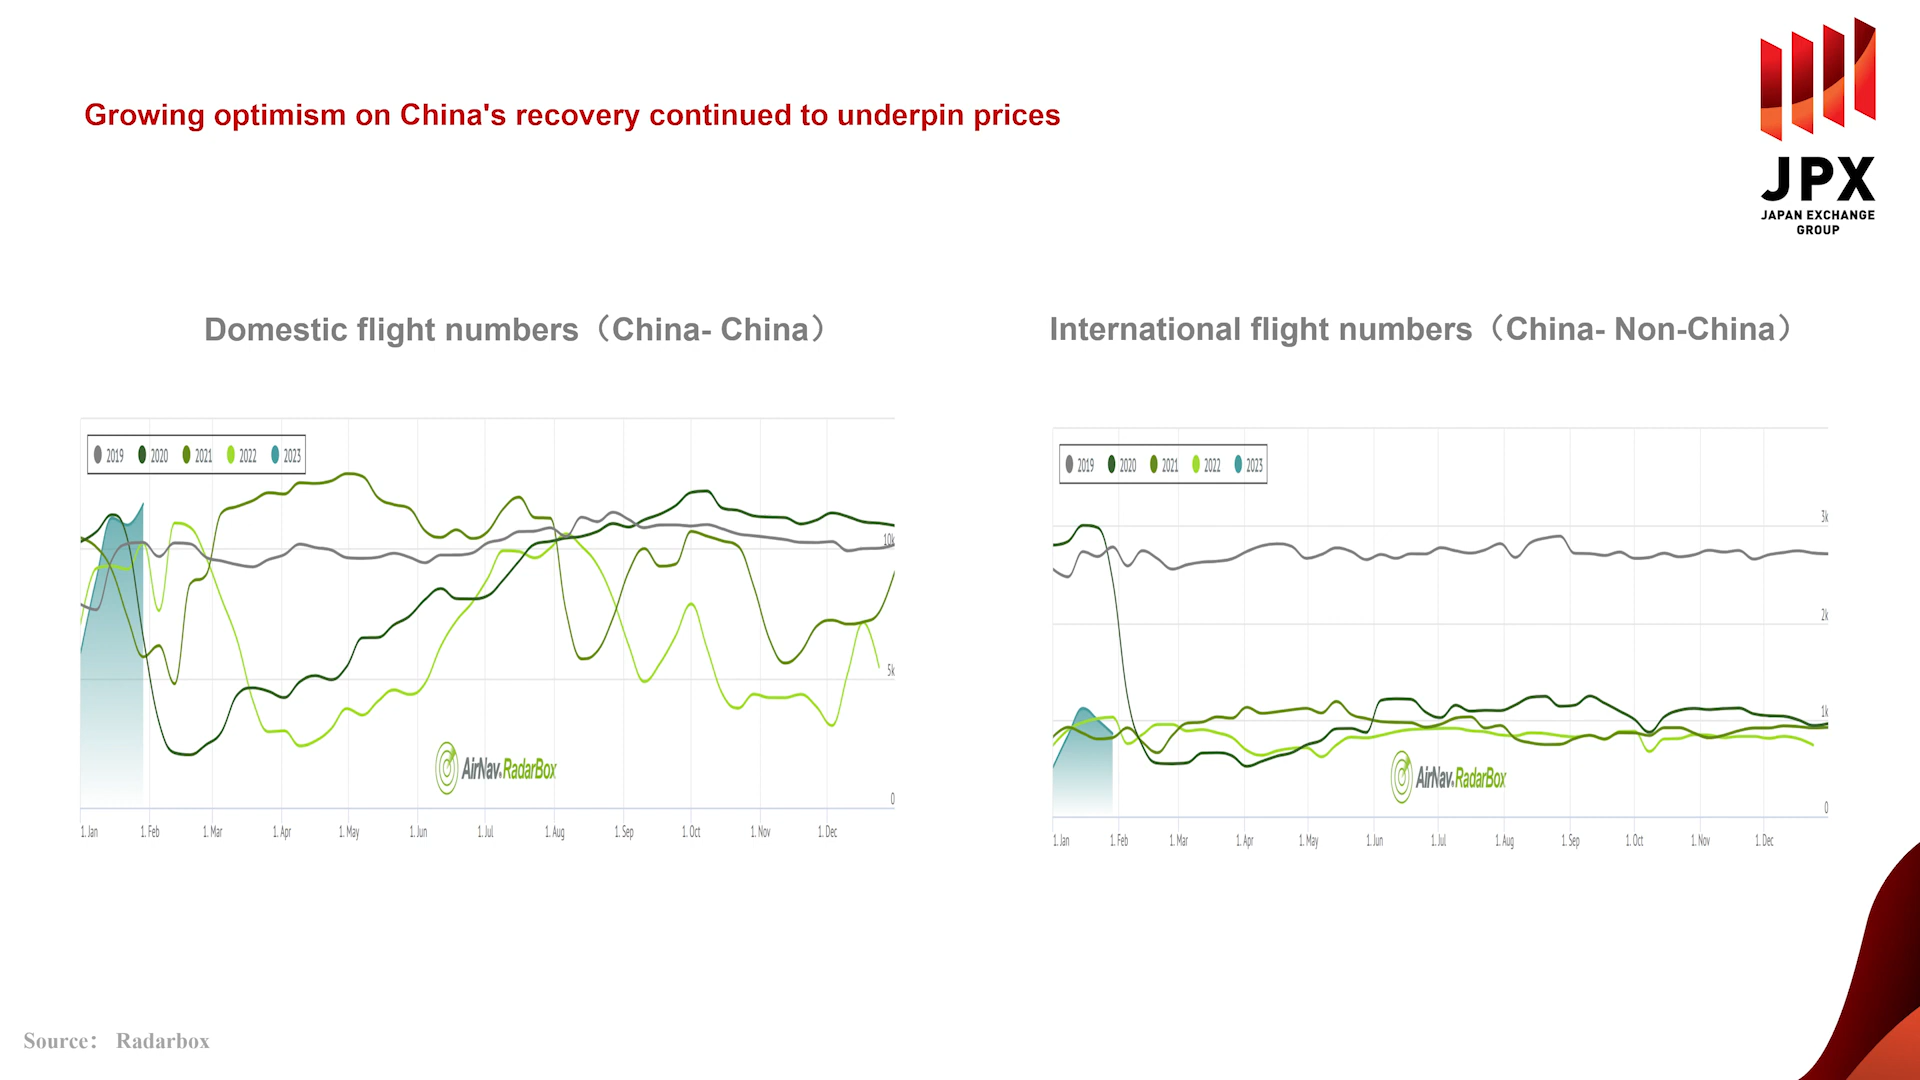 Growing optimism on China's recovery continued to underpin prices
JPX
JAPAN EXCHANGE
GROUP
Domestic flight numbers（China- China）
2019 2020 2021 2022 2023
10k
5k
0
AirNav.RadarBox
1. Jan 1. Feb 1. Mar 1. Apr 1. May 1. Jun 1. Jul 1. Aug 1. Sep 1. Oct 1. Nov 1. Dec
International flight numbers（China- Non-China）
2019 2020 2021 2022 2023
3k
2k
1k
0
AirNav.RadarBox
1. Jan 1. Feb 1. Mar 1. Apr 1. May 1. Jun 1. Jul 1. Aug 1. Sep 1. Oct 1. Nov 1. Dec
Source： Radarbox